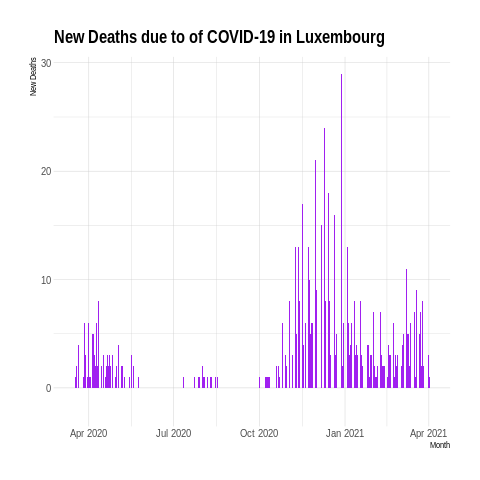 New Deaths due to of COVID-19 in Luxembourg
New Deaths
30
20
10
0
Apr 2020 Jul 2020 Oct 2020 Jan 2021 Apr 2021
Month